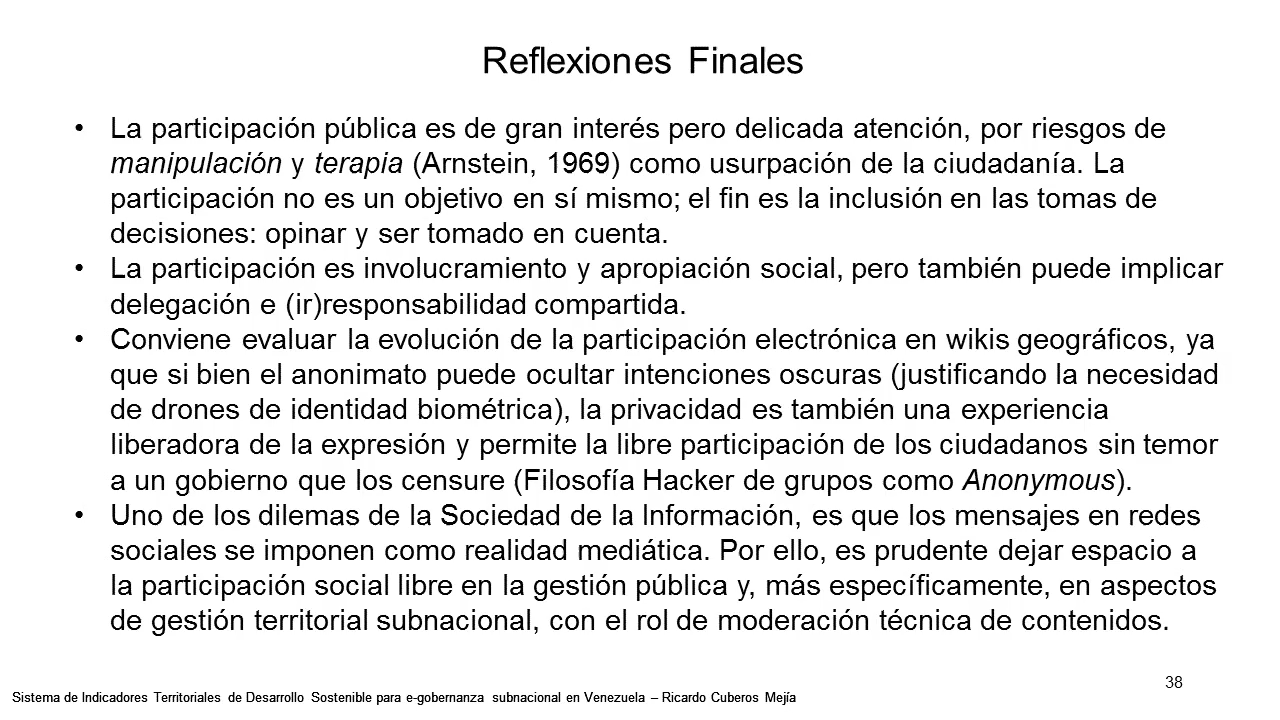 Reflexiones Finales
• La participación pública es de gran interés pero delicada atención, por riesgos de
manipulación y terapia (Arnstein, 1969) como usurpación de la ciudadanía. La
participación no es un objetivo en sí mismo; el fin es la inclusión en las tomas de
decisiones: opinar y ser tomado en cuenta.
• La participación es involucramiento y apropiación social, pero también puede implicar
delegación e (ir)responsabilidad compartida.
• Conviene evaluar la evolución de la participación electrónica en wikis geográficos, ya
que si bien el anonimato puede ocultar intenciones oscuras (justificando la necesidad
de drones de identidad biométrica), la privacidad es también una experiencia
liberadora de la expresión y permite la libre participación de los ciudadanos sin temor
a un gobierno que los censure (Filosofía Hacker de grupos como Anonymous).
• Uno de los dilemas de la Sociedad de la Información, es que los mensajes en redes
sociales se imponen como realidad mediática. Por ello, es prudente dejar espacio a
la participación social libre en la gestión pública y, más específicamente, en aspectos
de gestión territorial subnacional, con el rol de moderación técnica de contenidos.
38
Sistema de Indicadores Territoriales de Desarrollo Sostenible para e-gobernanza subnacional en Venezuela – Ricardo Cuberos Mejía